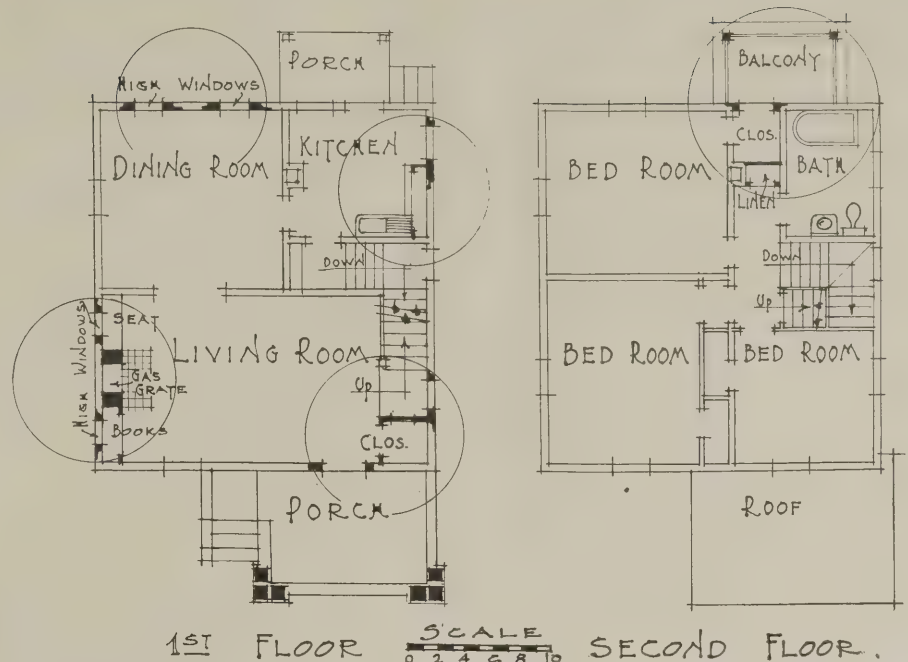 PORCH
HIGH WINDOWS
DINING ROOM
KITCHEN
DOWN
SEAT
HIGH WINDOWS
LIVING ROOM
GAS
GRATE
UP
BOOKS
CLOS.
PORCH
1ST FLOOR
BALCONY
CLOS.
BED ROOM
BATH
LINEN
DOWN
UP
BED ROOM
BED ROOM
ROOF
SCALE
0 2 4 6 8 10
SECOND FLOOR.